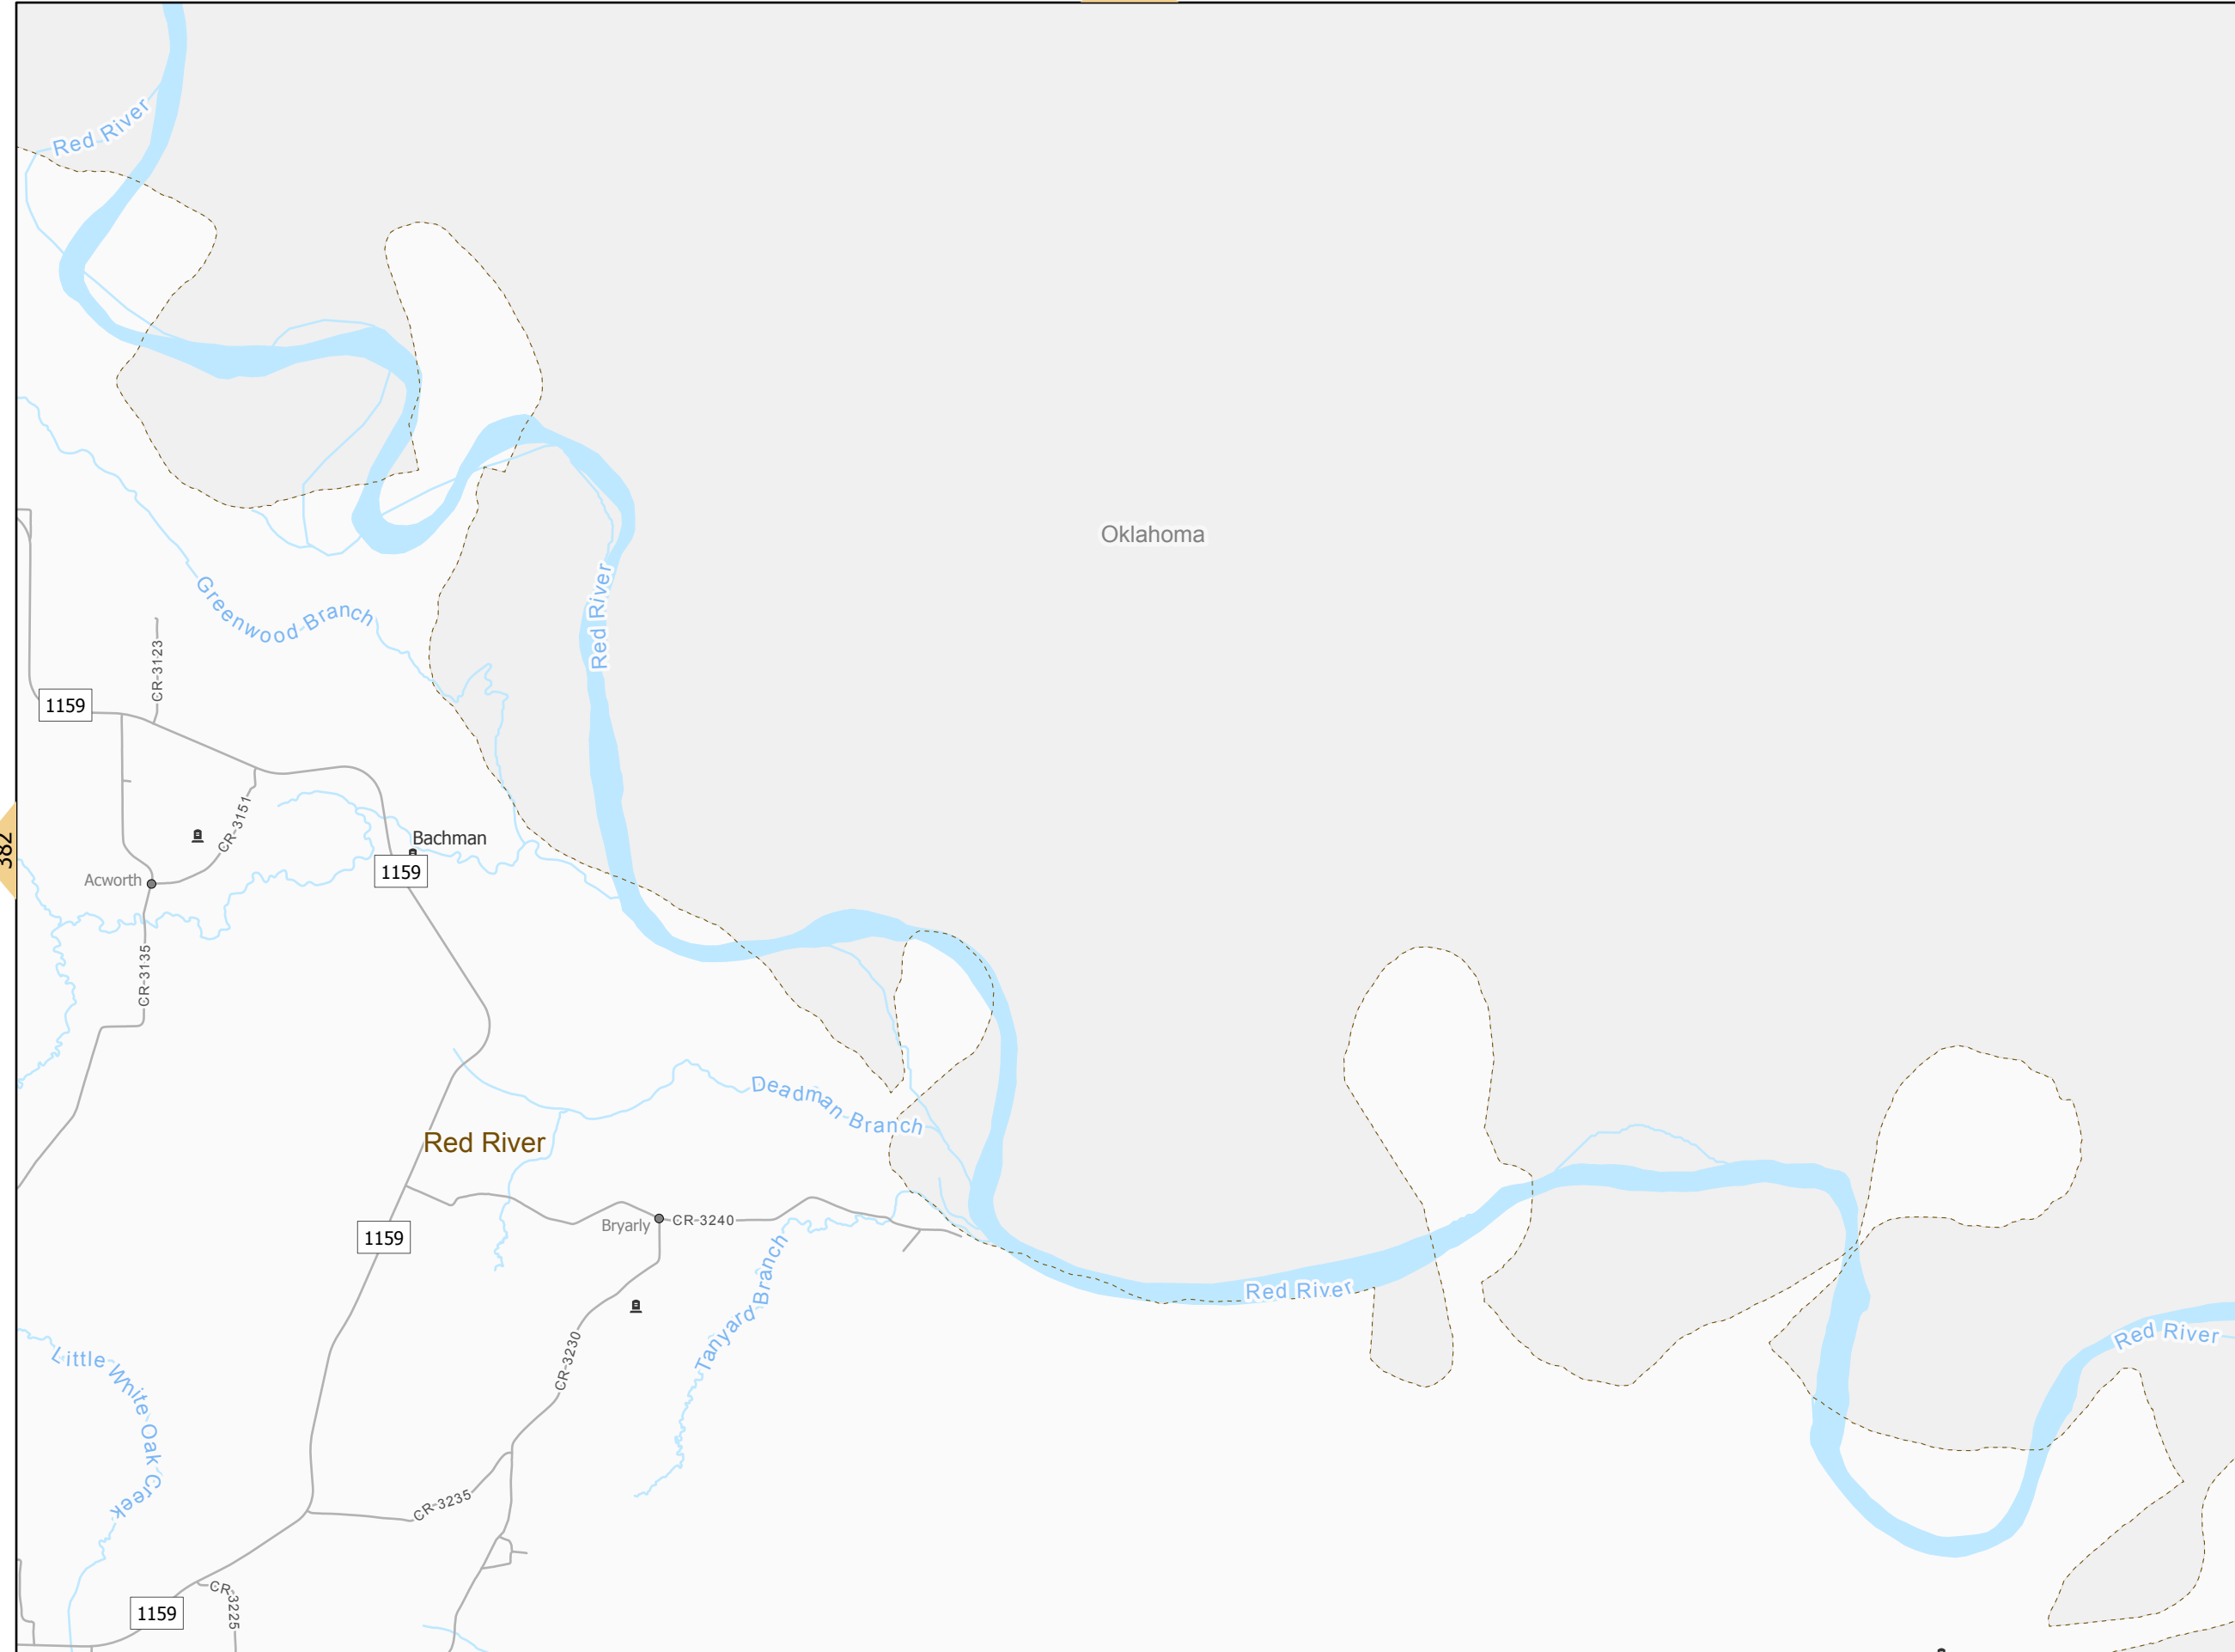 Red River
Oklahoma
Greenwood Branch
Red River
CR-3123
1159
CR-3151
Bachman
382
1159
Acworth
CR-3135
Deadman Branch
Red River
Bryarly
CR-3240
1159
Tanyard Branch
Red River
Red River
Little White Oak Creek
CR-3230
CR-3235
CR-3225
1159